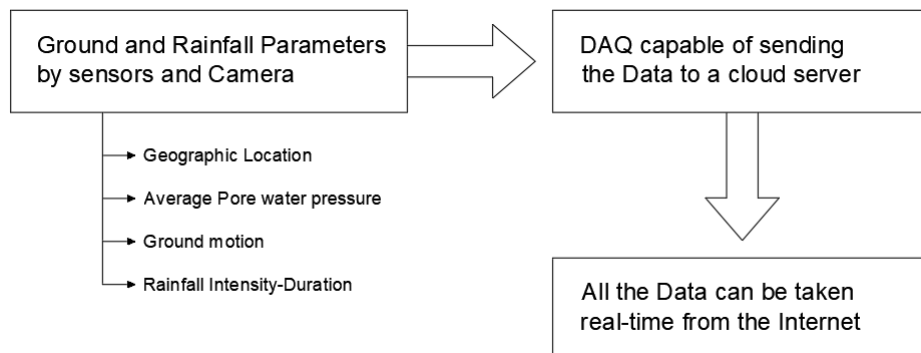 Ground and Rainfall Parameters
by sensors and Camera
DAQ capable of sending
the Data to a cloud server
Geographic Location
Average Pore water pressure
Ground motion
Rainfall Intensity-Duration
All the Data can be taken
real-time from the Internet